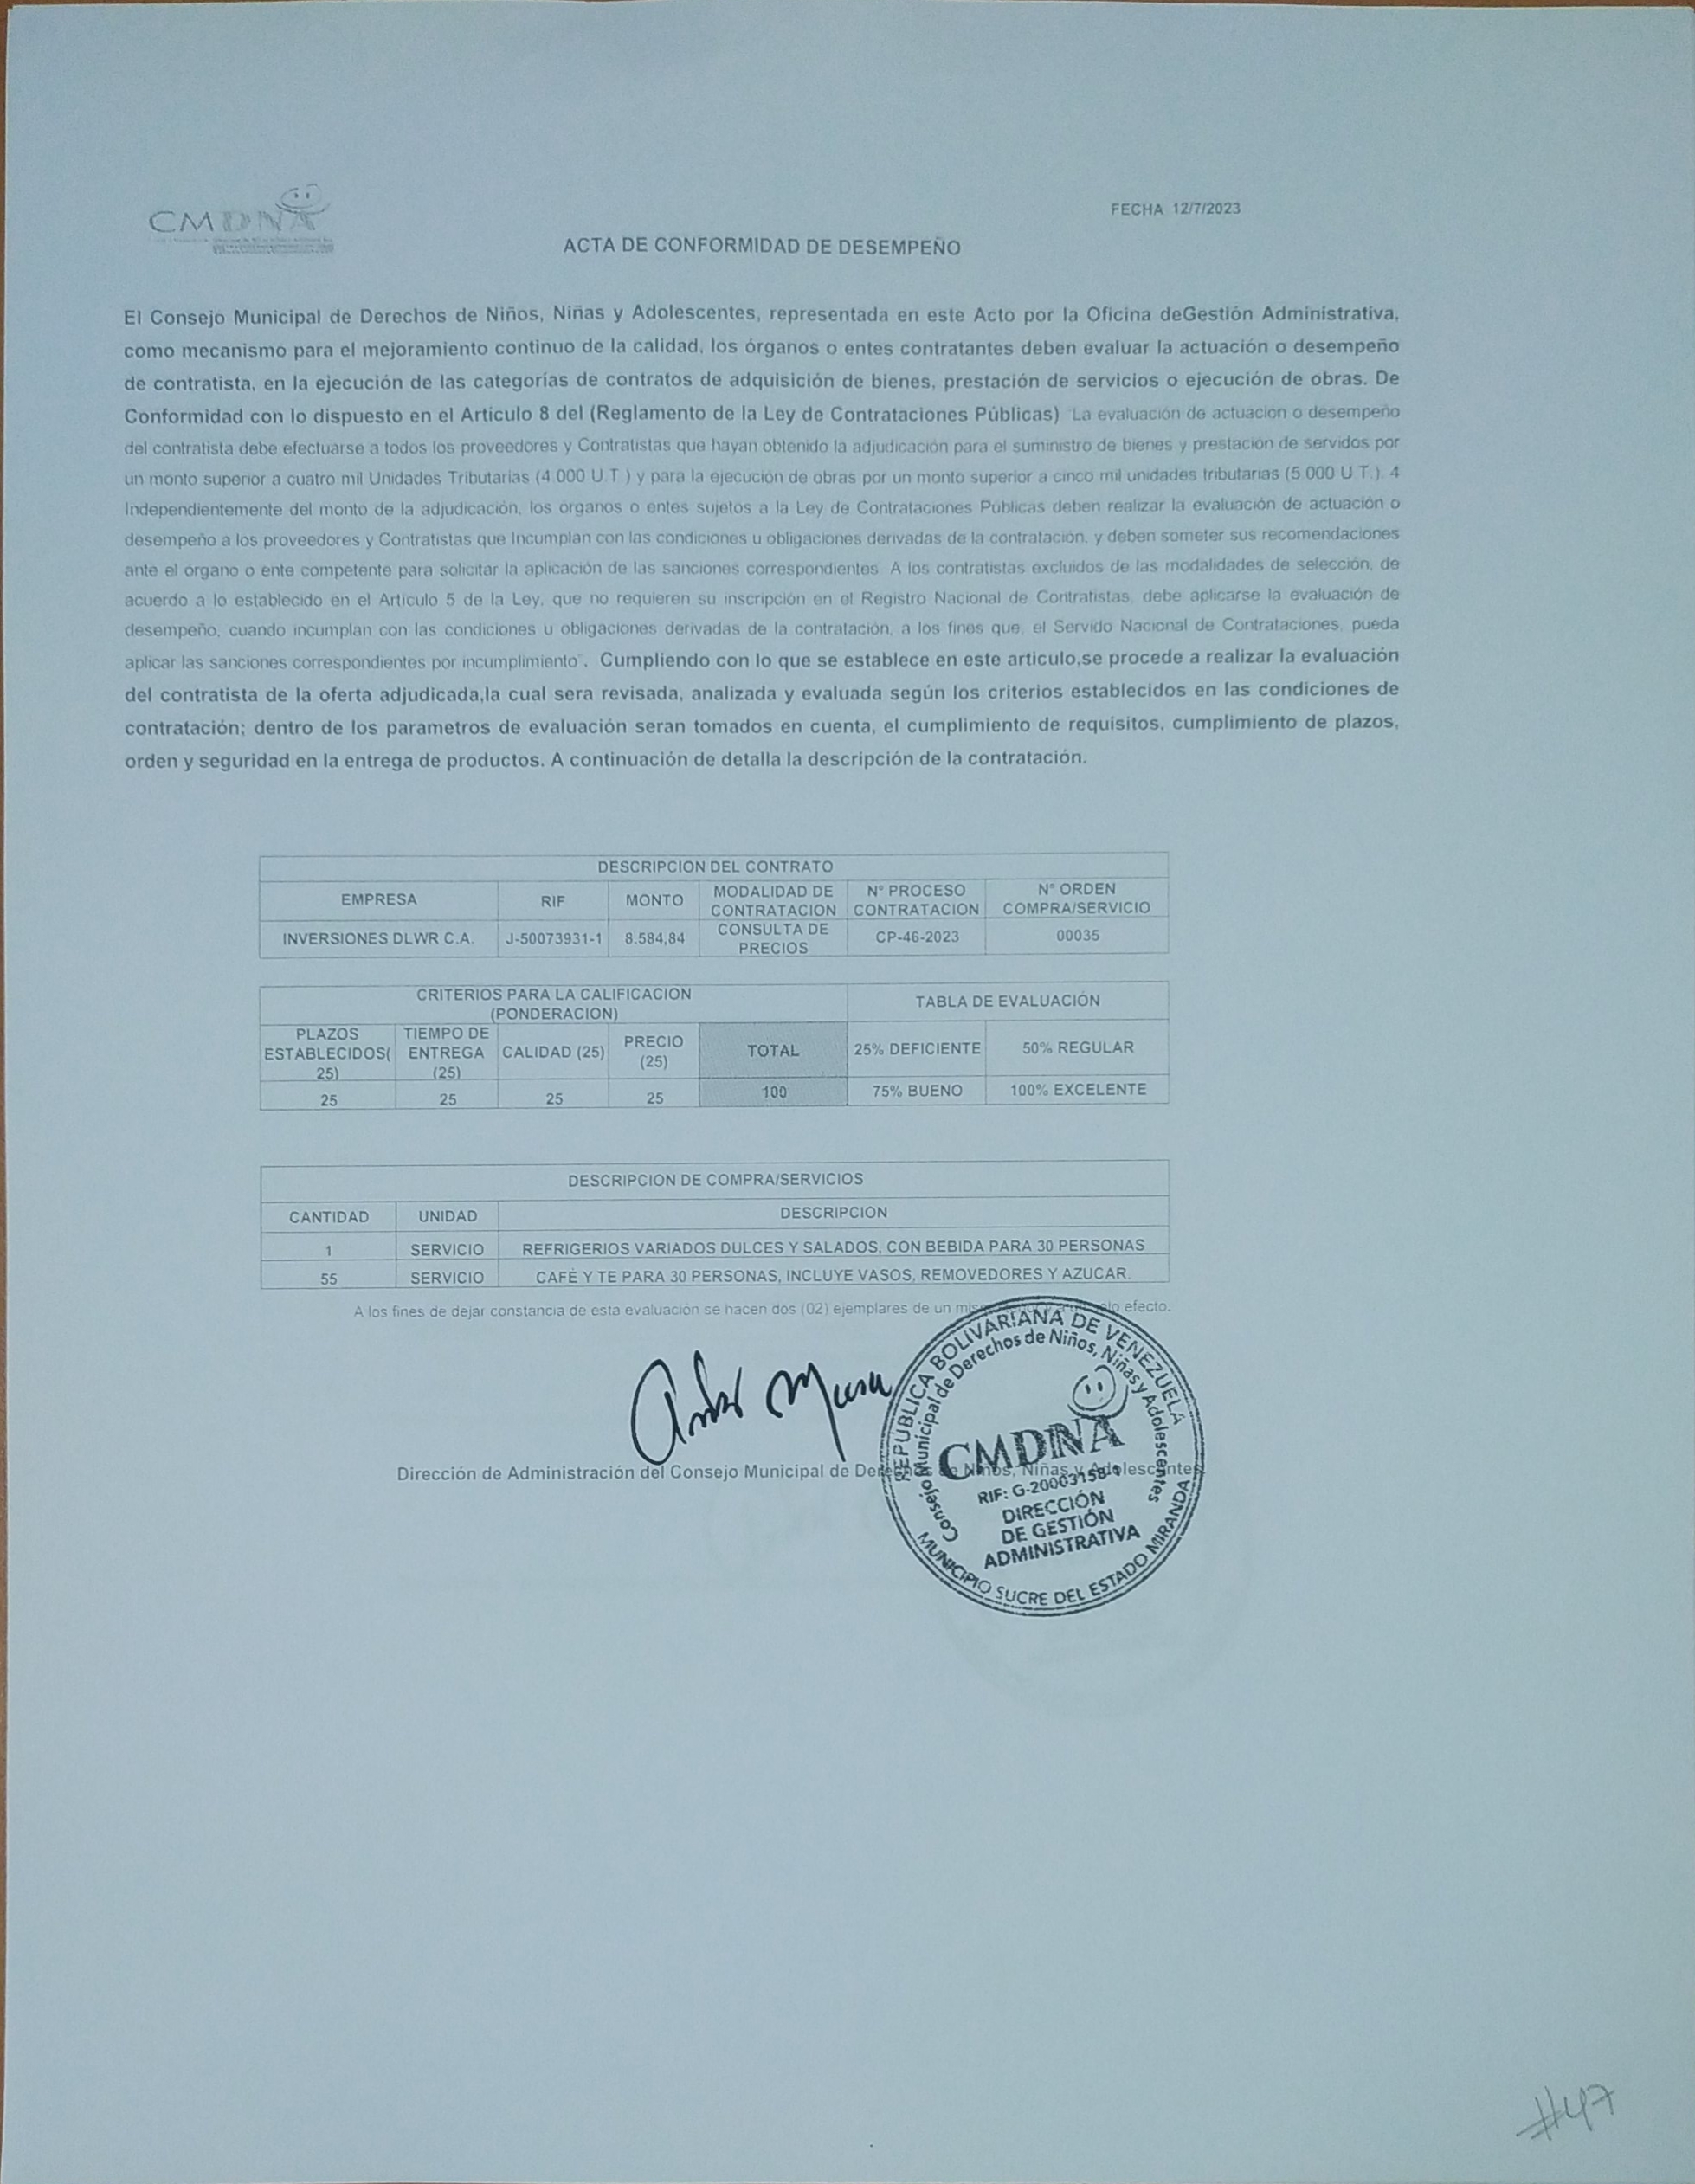 CMDNA
FECHA 12/7/2023
ACTA DE CONFORMIDAD DE DESEMPEÑO
El Consejo Municipal de Derechos de Niños, Niñas y Adolescentes, representada en este Acto por la Oficina deGestión Administrativa,
como mecanismo para el mejoramiento continuo de la calidad, los órganos o entes contratantes deben evaluar la actuación o desempeño
de contratista, en la ejecución de las categorías de contratos de adquisición de bienes, prestación de servicios o ejecución de obras. De
Conformidad con lo dispuesto en el Articulo 8 del (Reglamento de la Ley de Contrataciones Públicas) "La evaluación de actuación o desempeño
del contratista debe efectuarse a todos los proveedores y Contratistas que hayan obtenido la adjudicación para el suministro de bienes y prestación de servidos por
un monto superior a cuatro mil Unidades Tributarias (4.000 U.T.) y para la ejecución de obras por un monto superior a cinco mil unidades tributarias (5.000 U.T.). 4
Independientemente del monto de la adjudicación, los órganos o entes sujetos a la Ley de Contrataciones Públicas deben realizar la evaluación de actuación o
desempeño a los proveedores y Contratistas que Incumplan con las condiciones u obligaciones derivadas de la contratación, y deben someter sus recomendaciones
ante el órgano o ente competente para solicitar la aplicación de las sanciones correspondientes. A los contratistas excluidos de las modalidades de selección, de
acuerdo a lo establecido en el Artículo 5 de la Ley, que no requieren su inscripción en el Registro Nacional de Contratistas, debe aplicarse la evaluación de
desempeño, cuando incumplan con las condiciones u obligaciones derivadas de la contratación, a los fines que, el Servido Nacional de Contrataciones, pueda
aplicar las sanciones correspondientes por incumplimiento". Cumpliendo con lo que se establece en este articulo,se procede a realizar la evaluación
del contratista de la oferta adjudicada,la cual sera revisada, analizada y evaluada según los criterios establecidos en las condiciones de
contratación; dentro de los parametros de evaluación seran tomados en cuenta, el cumplimiento de requisitos, cumplimiento de plazos,
orden y seguridad en la entrega de productos. A continuación de detalla la descripción de la contratación.
DESCRIPCION DEL CONTRATO
EMPRESA RIF MONTO MODALIDAD DE CONTRATACION N° PROCESO CONTRATACION N° ORDEN COMPRA/SERVICIO
INVERSIONES DLWR C.A. J-50073931-1 8.584,84 CONSULTA DE PRECIOS CP-46-2023 00035
CRITERIOS PARA LA CALIFICACION (PONDERACION) TABLA DE EVALUACIÓN
PLAZOS ESTABLECIDOS(25) TIEMPO DE ENTREGA (25) CALIDAD (25) PRECIO (25) TOTAL 25% DEFICIENTE 50% REGULAR
25 25 25 25 100 75% BUENO 100% EXCELENTE
DESCRIPCION DE COMPRA/SERVICIOS
CANTIDAD UNIDAD DESCRIPCION
1 SERVICIO REFRIGERIOS VARIADOS DULCES Y SALADOS, CON BEBIDA PARA 30 PERSONAS
55 SERVICIO CAFÉ Y TE PARA 30 PERSONAS, INCLUYE VASOS, REMOVEDORES Y AZUCAR.
A los fines de dejar constancia de esta evaluación se hacen dos (02) ejemplares de un efecto.
Dirección de Administración del Consejo Municipal de Derechos de Niños, Niñas y Adolescentes
REPÚBLICA BOLIVARIANA DE VENEZUELA
Consejo Municipal de Derechos de Niños, Niñas y Adolescentes
CMDNA
RIF: G-20003158-1
DIRECCIÓN
DE GESTIÓN
ADMINISTRATIVA
MUNICIPIO SUCRE DEL ESTADO MIRANDA
#47